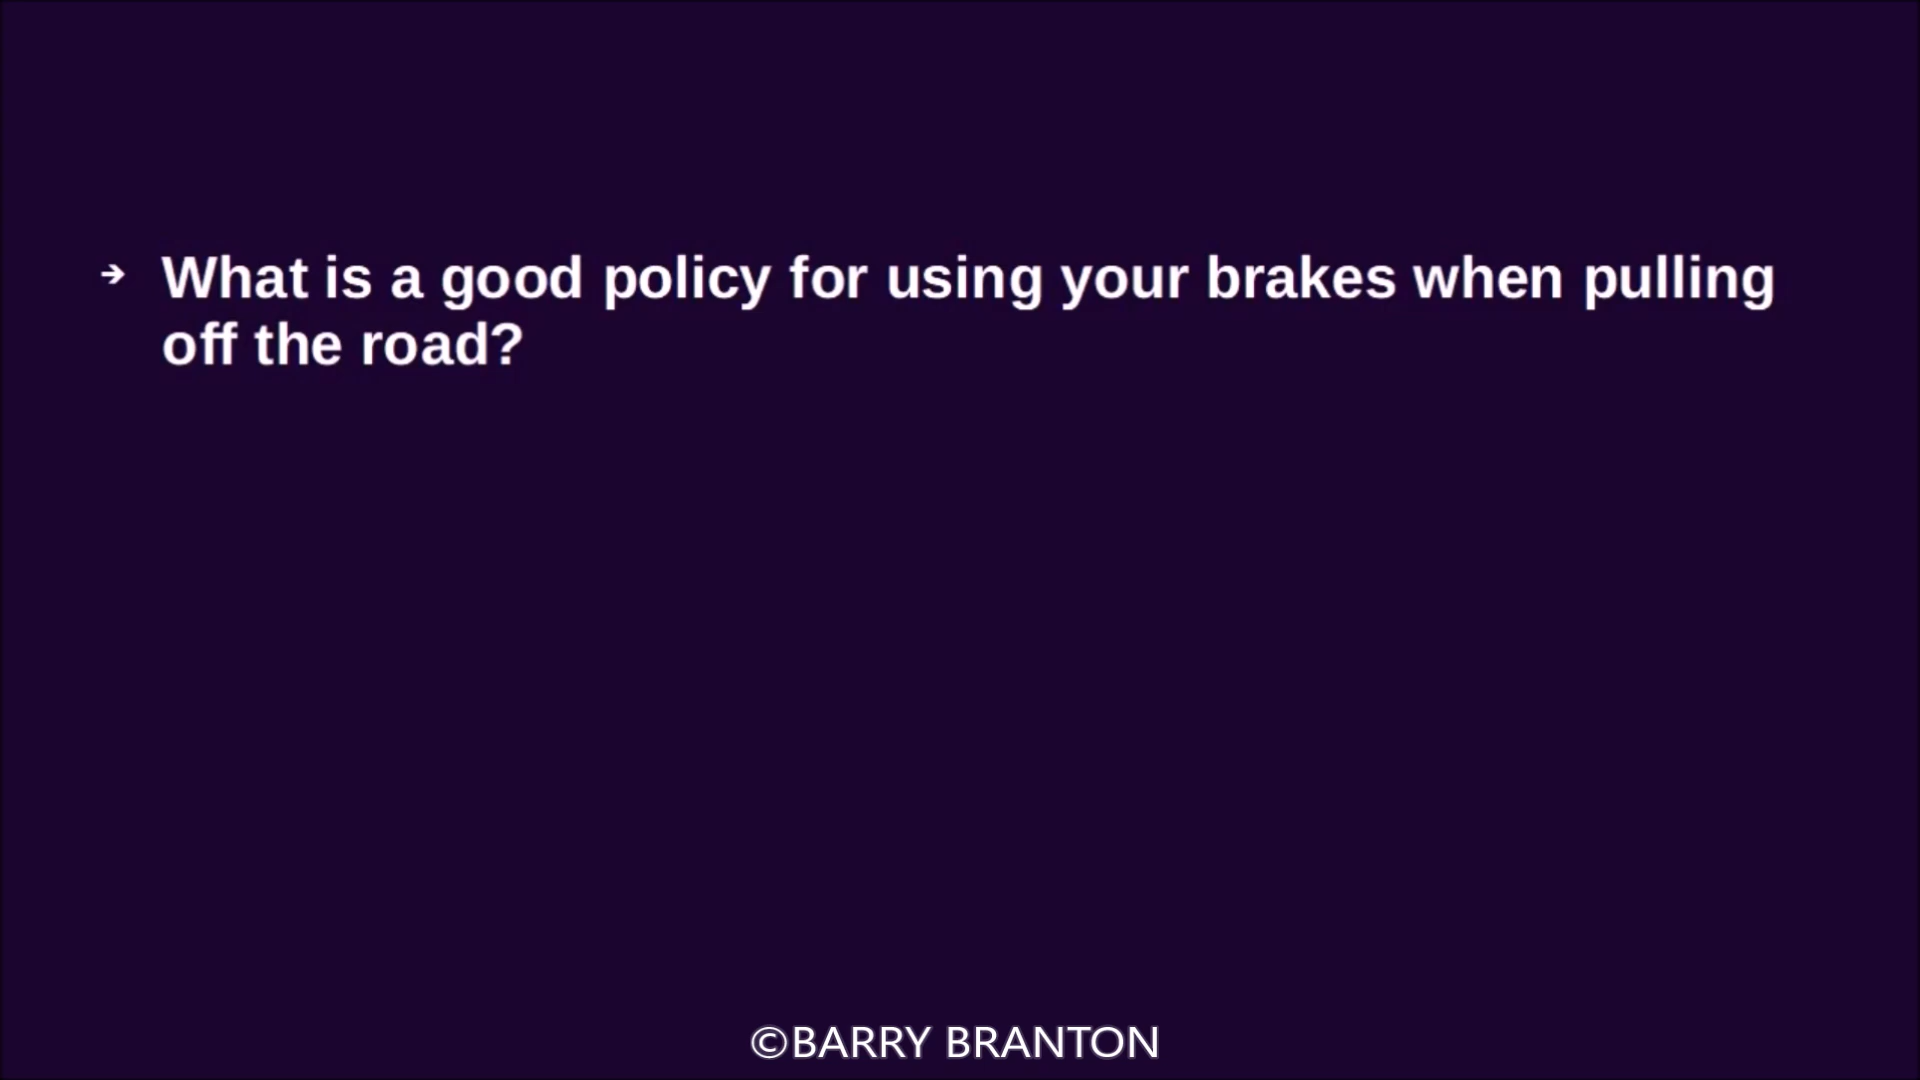 ➔ What is a good policy for using your brakes when pulling
off the road?
©BARRY BRANTON